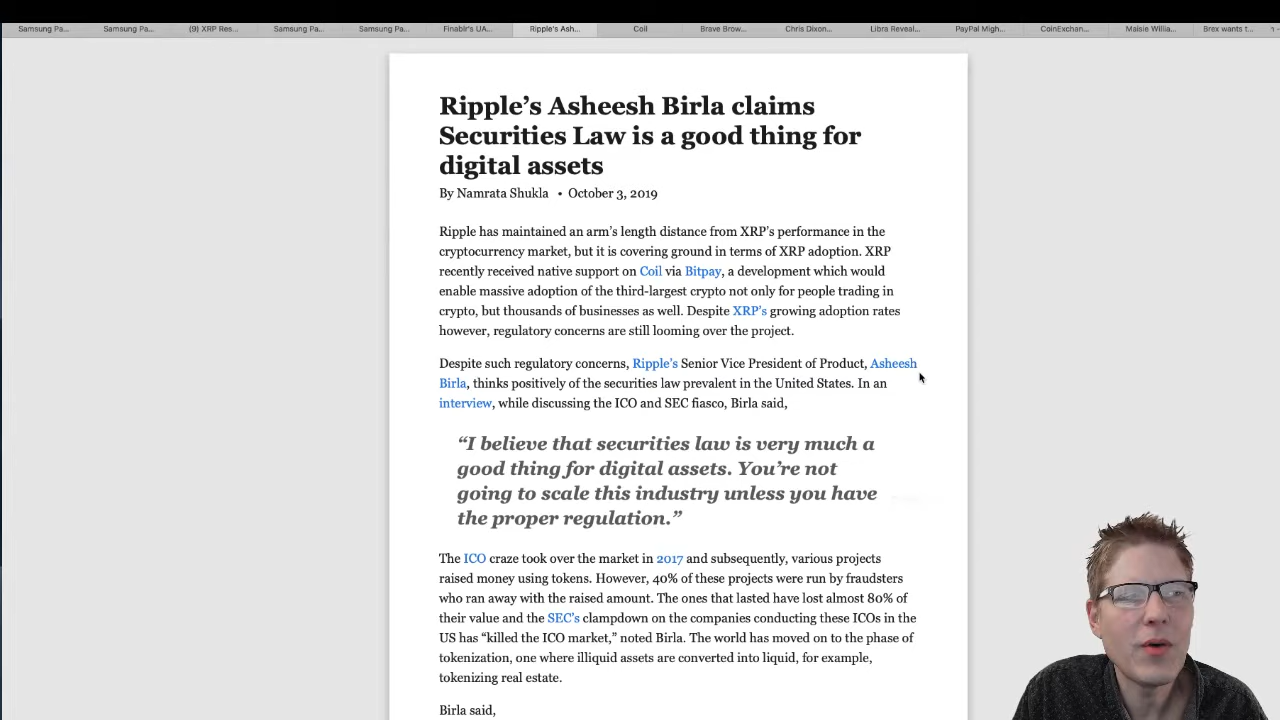 Samsung Pa... Samsung Pa... (9) XRP Res... Samsung Pa... Samsung Pa... Finablr's UA... Ripple's Ash... Coil Brave Brow... Chris Dixon... Libra Reveal... PayPal Migh... CoinExchan... Maisie Willia... Brex wants t...
Ripple's Asheesh Birla claims
Securities Law is a good thing for
digital assets
By Namrata Shukla • October 3, 2019
Ripple has maintained an arm's length distance from XRP's performance in the
cryptocurrency market, but it is covering ground in terms of XRP adoption. XRP
recently received native support on Coil via Bitpay, a development which would
enable massive adoption of the third-largest crypto not only for people trading in
crypto, but thousands of businesses as well. Despite XRP's growing adoption rates
however, regulatory concerns are still looming over the project.
Despite such regulatory concerns, Ripple's Senior Vice President of Product, Asheesh
Birla, thinks positively of the securities law prevalent in the United States. In an
interview, while discussing the ICO and SEC fiasco, Birla said,
“I believe that securities law is very much a
good thing for digital assets. You're not
going to scale this industry unless you have
the proper regulation.”
The ICO craze took over the market in 2017 and subsequently, various projects
raised money using tokens. However, 40% of these projects were run by fraudsters
who ran away with the raised amount. The ones that lasted have lost almost 80% of
their value and the SEC's clampdown on the companies conducting these ICOs in the
US has “killed the ICO market,” noted Birla. The world has moved on to the phase of
tokenization, one where illiquid assets are converted into liquid, for example,
tokenizing real estate.
Birla said,